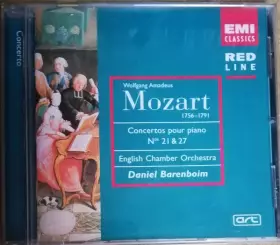 Concerto
EMI
CLASSICS
RED
LINE
Wolfgang Amadeus
Mozart
1756-1791
Concertos pour piano
Nos 21 & 27
English Chamber Orchestra
Daniel Barenboim
art